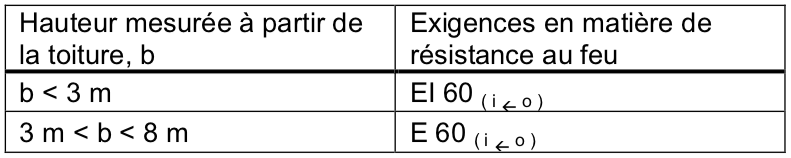 Hauteur mesurée à partir de
la toiture, b
Exigences en matière de
résistance au feu
b < 3 m
EI 60 ( i ← o )
3 m < b < 8 m
E 60 ( i ← o )